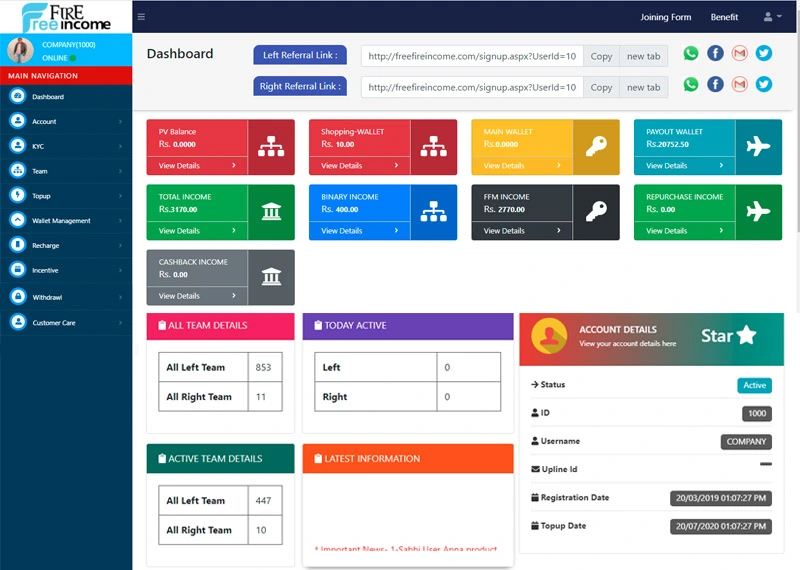 FIRE
Free income
COMPANY(1000)
ONLINE
MAIN NAVIGATION
Dashboard
Account
KYC
Team
Topup
Wallet Management
Recharge
Incentive
Withdrawl
Customer Care
Joining Form Benefit
Dashboard
Left Referral Link :
http://freefireincome.com/signup.aspx?UserId=10
Copy
new tab
Right Referral Link :
http://freefireincome.com/signup.aspx?UserId=10
Copy
new tab
PV Balance
Rs. 0.0000
View Details
Shopping-WALLET
Rs. 10.00
View Details
MAIN WALLET
Rs.0.0000
View Details
PAYOUT WALLET
Rs.20752.50
View Details
TOTAL INCOME
Rs.3170.00
View Details
BINARY INCOME
Rs. 400.00
View Details
FFM INCOME
Rs. 2770.00
View Details
REPURCHASE INCOME
Rs. 0.00
View Details
CASHBACK INCOME
Rs. 0.00
View Details
ALL TEAM DETAILS
All Left Team 853
All Right Team 11
TODAY ACTIVE
Left 0
Right 0
ACCOUNT DETAILS
View your account details here
Star
Status Active
ID 1000
Username COMPANY
Upline Id
Registration Date 20/03/2019 01:07:27 PM
Topup Date 20/07/2020 01:07:27 PM
ACTIVE TEAM DETAILS
All Left Team 447
All Right Team 10
LATEST INFORMATION
* Important News- 1-Sabhi User Apna product